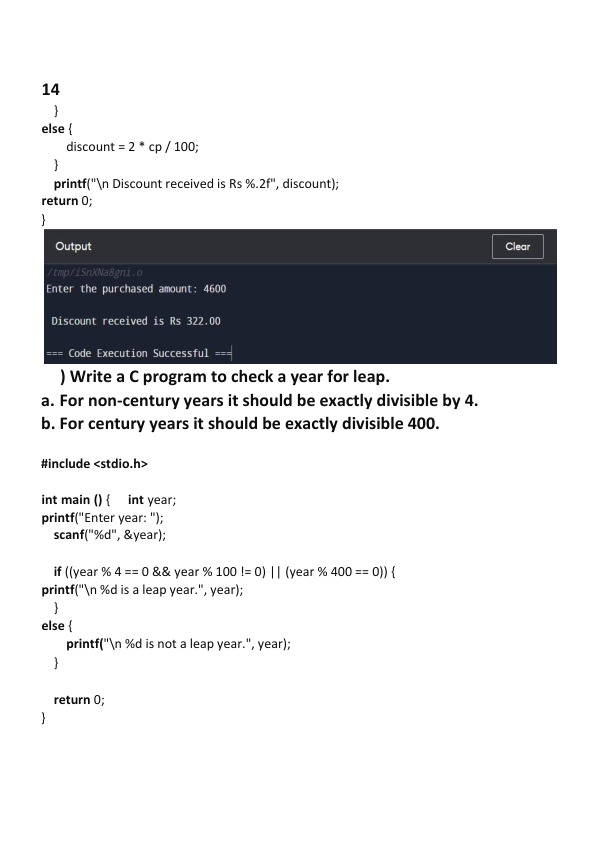 14
}
else {
discount = 2 * cp / 100;
}
printf("\n Discount received is Rs %.2f", discount);
return 0;
}
Output
Clear
/tmp/iSnXNa8gni.o
Enter the purchased amount: 4600
Discount received is Rs 322.00
=== Code Execution Successful ===
) Write a C program to check a year for leap.
a. For non-century years it should be exactly divisible by 4.
b. For century years it should be exactly divisible 400.
#include <stdio.h>
int main () { int year;
printf("Enter year: ");
scanf("%d", &year);
if ((year % 4 == 0 && year % 100 != 0) || (year % 400 == 0)) {
printf("\n %d is a leap year.", year);
}
else {
printf("\n %d is not a leap year.", year);
}
return 0;
}